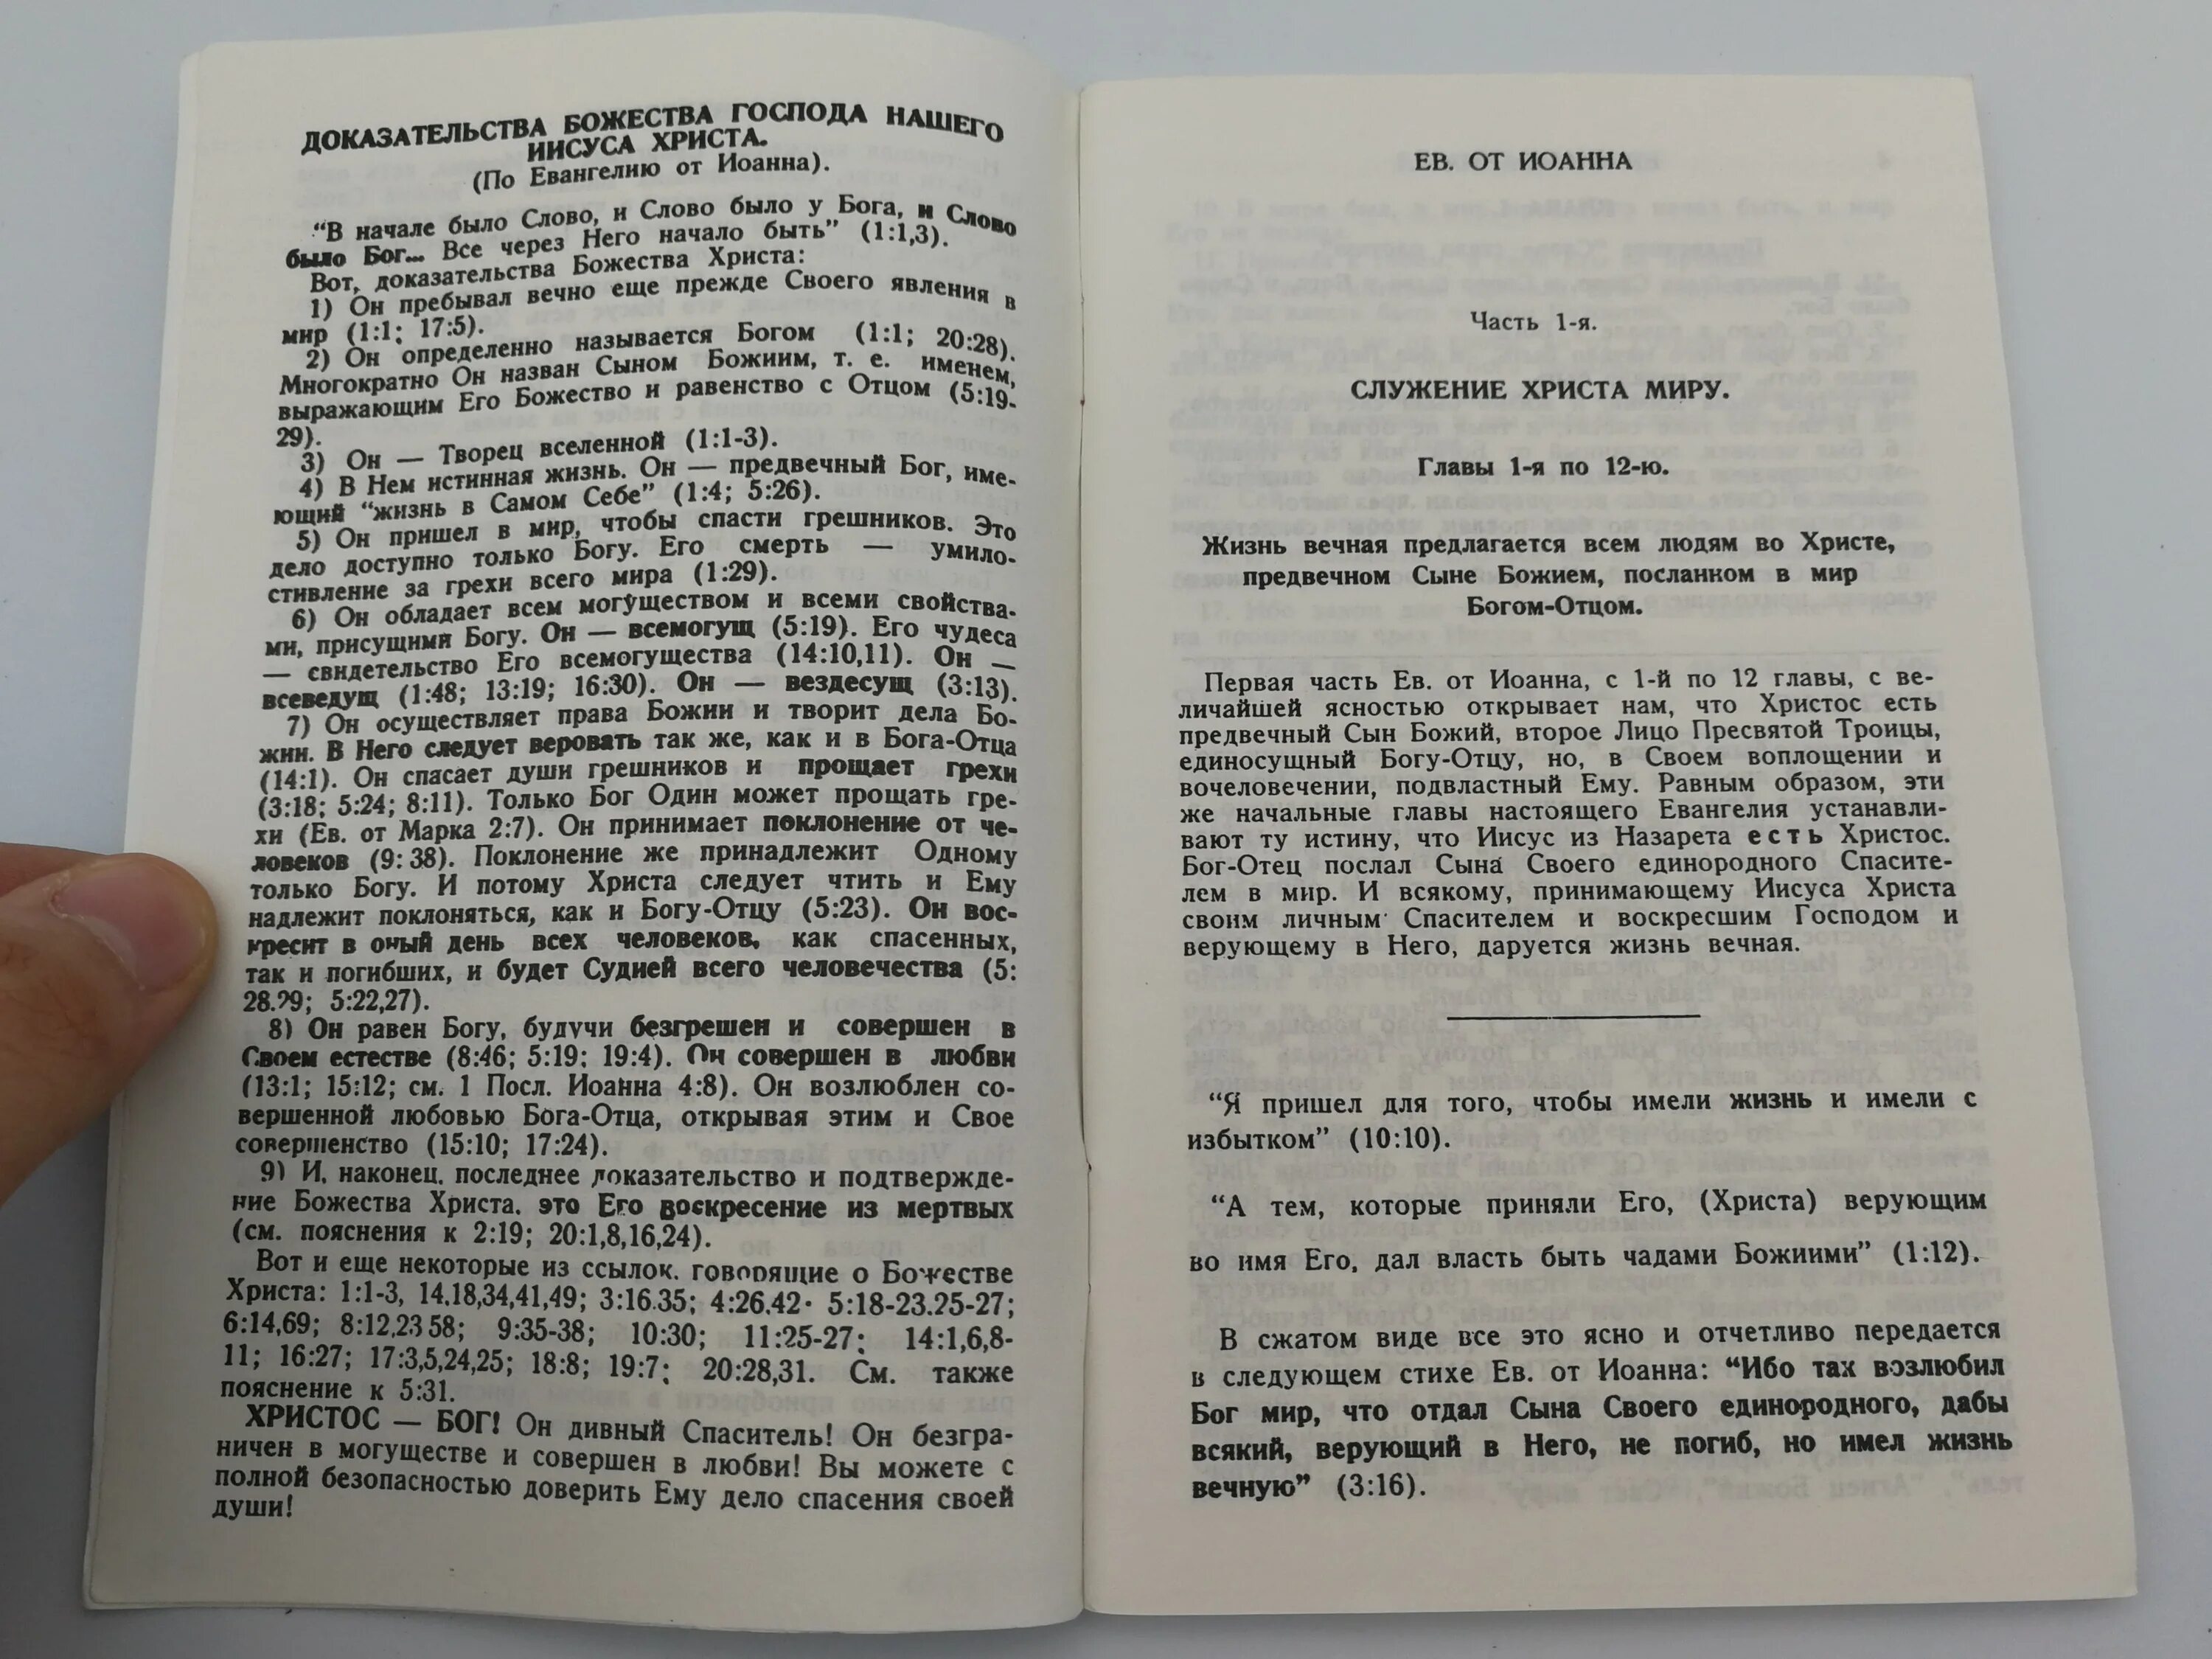 ДОКАЗАТЕЛЬСТВА БОЖЕСТВА ГОСПОДА НАШЕГО
ИИСУСА ХРИСТА.
(По Евангелию от Иоанна).
“В начале было Слово, и Слово было у Бога, и Слово
было Бог... Все через Него начало быть” (1:1,3).
Вот, доказательства Божества Христа:
1) Он пребывал вечно еще прежде Своего явления в
мир (1:1; 17:5).
2) Он определенно называется Богом (1:1; 20:28).
Многократно Он назван Сыном Божиим, т. е. именем,
выражающим Его Божество и равенство с Отцом (5:19-
29).
3) Он — Творец вселенной (1:1-3).
4) В Нем истинная жизнь. Он — предвечный Бог, име-
ющий “жизнь в Самом Себе” (1:4; 5:26).
5) Он пришел в мир, чтобы спасти грешников. Это
дело доступно только Богу. Его смерть — умило-
стивление за грехи всего мира (1:29).
6) Он обладает всем могуществом и всеми свойства-
ми, присущими Богу. Он — всемогущ (5:19). Его чудеса
— свидетельство Его всемогущества (14:10,11). Он —
всеведущ (1:48; 13:19; 16:30). Он — вездесущ (3:13).
7) Он осуществляет права Божии и творит дела Бо-
жии. В Него следует веровать так же, как и в Бога-Отца
(14:1). Он спасает души грешников и прощает грехи
(3:18; 5:24; 8:11). Только Бог Один может прощать гре-
хи (Ев. от Марка 2:7). Он принимает поклонение от че-
ловеков (9:38). Поклонение же принадлежит Одному
только Богу. И потому Христа следует чтить и Ему
надлежит поклоняться, как и Богу-Отцу (5:23). Он вос-
кресит в оный день всех человеков, как спасенных,
так и погибших, и будет Судией всего человечества (5:
28.29; 5:22,27).
8) Он равен Богу, будучи безгрешен и совершен в
Своем естестве (8:46; 5:19; 19:4). Он совершен в любви
(13:1; 15:12; см. 1 Посл. Иоанна 4:8). Он возлюблен со-
вершенной любовью Бога-Отца, открывая этим и Свое
совершенство (15:10; 17:24).
9) И, наконец, последнее доказательство и подтвержде-
ние Божества Христа, это Его воскресение из мертвых
(см. пояснения к 2:19; 20:1,8,16,24).
Вот и еще некоторые из ссылок, говорящие о Божестве
Христа: 1:1-3, 14.18,34,41,49; 3:16.35; 4:26.42· 5:18-23.25-27;
6:14,69; 8:12,23 58; 9:35-38; 10:30; 11:25-27; 14:1,6,8-
11; 16:27; 17:3,5,24,25; 18:8; 19:7; 20:28,31. См. также
пояснение к 5:31.
ХРИСТОС — БОГ! Он дивный Спаситель! Он безгра-
ничен в могуществе и совершен в любви! Вы можете с
полной безопасностью доверить Ему дело спасения своей
души!
ЕВ. ОТ ИОАННА
Часть 1-я.
СЛУЖЕНИЕ ХРИСТА МИРУ.
Главы 1-я по 12-ю.
Жизнь вечная предлагается всем людям во Христе,
предвечном Сыне Божием, посланном в мир
Богом-Отцом.
Первая часть Ев. от Иоанна, с 1-й по 12 главы, с ве-
личайшей ясностью открывает нам, что Христос есть
предвечный Сын Божий, второе Лицо Пресвятой Троицы,
единосущный Богу-Отцу, но, в Своем воплощении и
вочеловечении, подвластный Ему. Равным образом, эти
же начальные главы настоящего Евангелия устанавли-
вают ту истину, что Иисус из Назарета есть Христос.
Бог-Отец послал Сына Своего единородного Спасите-
лем в мир. И всякому, принимающему Иисуса Христа
своим личным Спасителем и воскресшим Господом и
верующему в Него, даруется жизнь вечная.
“Я пришел для того, чтобы имели жизнь и имели с
избытком” (10:10).
“А тем, которые приняли Его, (Христа) верующим
во имя Его, дал власть быть чадами Божиими” (1:12).
В сжатом виде все это ясно и отчетливо передается
в следующем стихе Ев. от Иоанна: “Ибо тах возлюбил
Бог мир, что отдал Сына Своего единородного, дабы
всякий, верующий в Него, не погиб, но имел жизнь
вечную” (3:16).